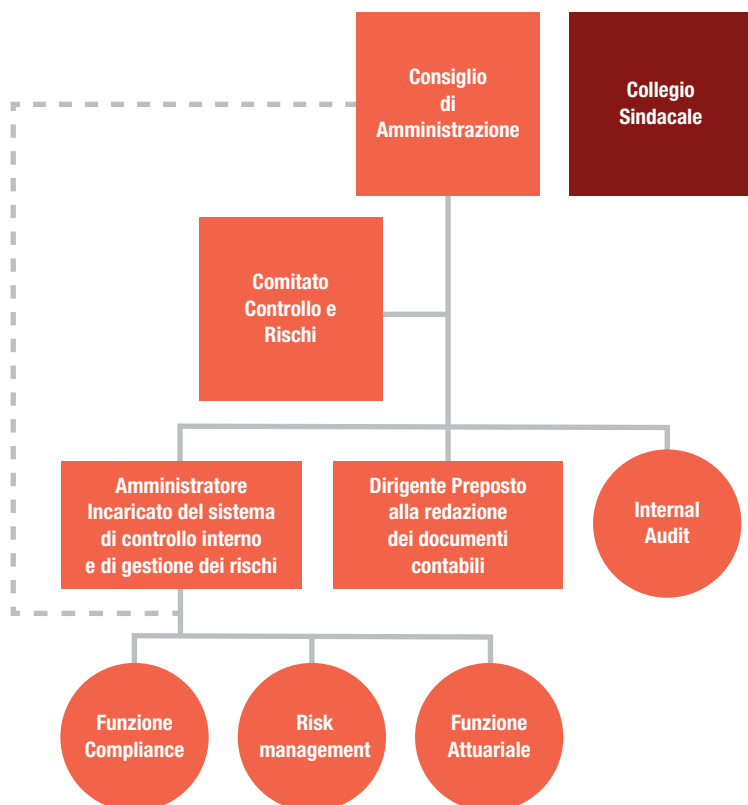 Consiglio
di
Amministrazione
Collegio
Sindacale
Comitato
Controllo e
Rischi
Amministratore
Incaricato del sistema
di controllo interno
e di gestione dei rischi
Dirigente Preposto
alla redazione
dei documenti
contabili
Internal
Audit
Funzione
Compliance
Risk
management
Funzione
Attuariale